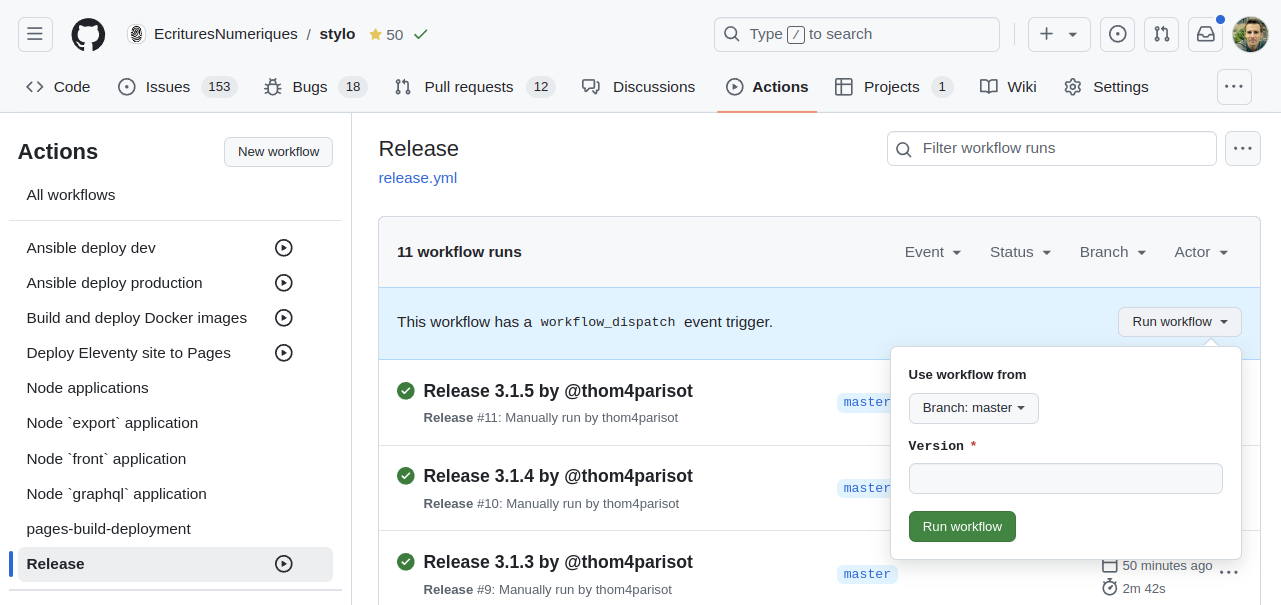 EcrituresNumeriques / stylo 50
Type / to search
Code Issues 153 Bugs 18 Pull requests 12 Discussions Actions Projects 1 Wiki Settings
Actions
New workflow
All workflows
Ansible deploy dev
Ansible deploy production
Build and deploy Docker images
Deploy Eleventy site to Pages
Node applications
Node `export` application
Node `front` application
Node `graphql` application
pages-build-deployment
Release
Release
release.yml
Filter workflow runs
11 workflow runs
Event Status Branch Actor
This workflow has a workflow_dispatch event trigger.
Run workflow
Use workflow from
Branch: master
Version *
Run workflow
Release 3.1.5 by @thom4parisot
Release #11: Manually run by thom4parisot
master
Release 3.1.4 by @thom4parisot
Release #10: Manually run by thom4parisot
master
Release 3.1.3 by @thom4parisot
Release #9: Manually run by thom4parisot
master
50 minutes ago
2m 42s